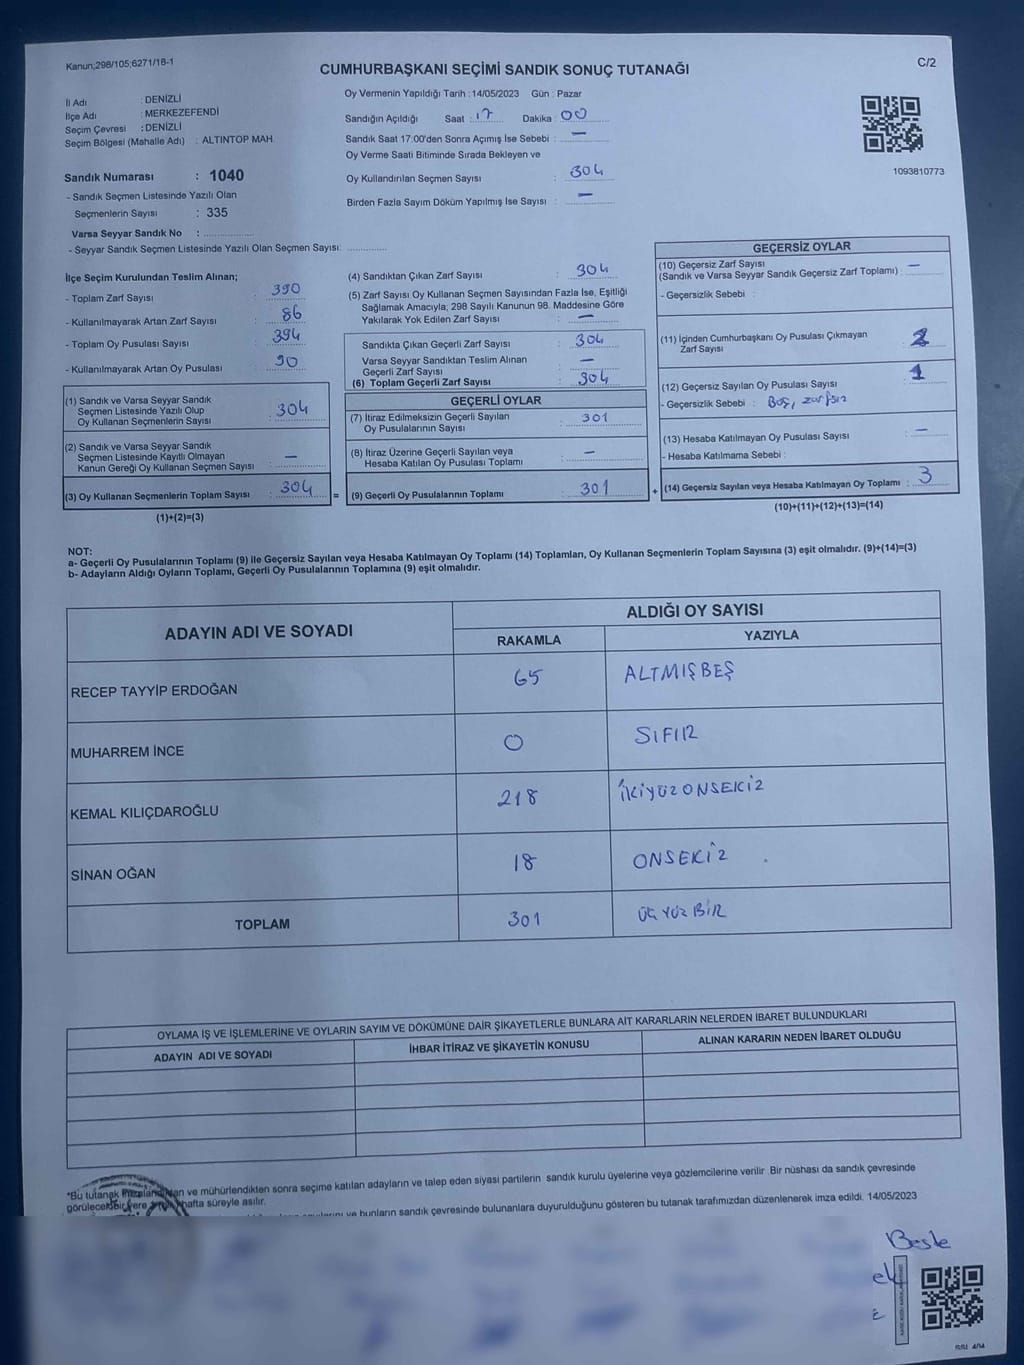 Kanun;298/105;6271/18-1
C/2
CUMHURBAŞKANI SEÇİMİ SANDIK SONUÇ TUTANAĞI
İl Adı : DENİZLİ
İlçe Adı : MERKEZEFENDİ
Seçim Çevresi : DENİZLİ
Seçim Bölgesi (Mahalle Adı) : ALTINTOP MAH.
Oy Vermenin Yapıldığı Tarih : 14/05/2023 Gün : Pazar
Sandığın Açıldığı Saat : 17 Dakika : 00
Sandık Saat 17.00'den Sonra Açımış İse Sebebi : —
Oy Verme Saati Bitiminde Sırada Bekleyen ve
Oy Kullandırılan Seçmen Sayısı : 304
Birden Fazla Sayım Döküm Yapılmış İse Sayısı : —
1093810773
Sandık Numarası : 1040
- Sandık Seçmen Listesinde Yazılı Olan
Seçmenlerin Sayısı : 335
Varsa Seyyar Sandık No :
- Seyyar Sandık Seçmen Listesinde Yazılı Olan Seçmen Sayısı:
İlçe Seçim Kurulundan Teslim Alınan;
- Toplam Zarf Sayısı : 390
- Kullanılmayarak Artan Zarf Sayısı : 86
- Toplam Oy Pusulası Sayısı : 394
- Kullanılmayarak Artan Oy Pusulası : 90
(1) Sandık ve Varsa Seyyar Sandık
Seçmen Listesinde Yazılı Olup
Oy Kullanan Seçmenlerin Sayısı : 304
(2) Sandık ve Varsa Seyyar Sandık
Seçmen Listesinde Kayıtlı Olmayan
Kanun Gereği Oy Kullanan Seçmen Sayısı : —
(3) Oy Kullanan Seçmenlerin Toplam Sayısı : 304
(1)+(2)=(3)
(4) Sandıktan Çıkan Zarf Sayısı : 304
(5) Zarf Sayısı Oy Kullanan Seçmen Sayısından Fazla İse, Eşitliği
Sağlamak Amacıyla, 298 Sayılı Kanunun 98. Maddesine Göre
Yakılarak Yok Edilen Zarf Sayısı : —
Sandıkta Çıkan Geçerli Zarf Sayısı : 304
Varsa Seyyar Sandıktan Teslim Alınan
Geçerli Zarf Sayısı : —
(6) Toplam Geçerli Zarf Sayısı : 304
GEÇERLİ OYLAR
(7) İtiraz Edilmeksizin Geçerli Sayılan
Oy Pusulalarının Sayısı : 301
(8) İtiraz Üzerine Geçerli Sayılan veya
Hesaba Katılan Oy Pusulası Toplamı : —
= (9) Geçerli Oy Pusulalarının Toplamı : 301
GEÇERSİZ OYLAR
(10) Geçersiz Zarf Sayısı
(Sandık ve Varsa Seyyar Sandık Geçersiz Zarf Toplamı) : —
- Geçersizlik Sebebi :
(11) İçinden Cumhurbaşkanı Oy Pusulası Çıkmayan
Zarf Sayısı : 2
(12) Geçersiz Sayılan Oy Pusulası Sayısı : 1
- Geçersizlik Sebebi : Boş, zarfsız
(13) Hesaba Katılmayan Oy Pusulası Sayısı : —
- Hesaba Katılmama Sebebi :
+ (14) Geçersiz Sayılan veya Hesaba Katılmayan Oy Toplamı : 3
(10)+(11)+(12)+(13)=(14)
NOT:
a- Geçerli Oy Pusulalarının Toplamı (9) ile Geçersiz Sayılan veya Hesaba Katılmayan Oy Toplamı (14) Toplamları, Oy Kullanan Seçmenlerin Toplam Sayısına (3) eşit olmalıdır. (9)+(14)=(3)
b- Adayların Aldığı Oyların Toplamı, Geçerli Oy Pusulalarının Toplamına (9) eşit olmalıdır.
ADAYIN ADI VE SOYADI
ALDIĞI OY SAYISI
RAKAMLA YAZIYLA
RECEP TAYYİP ERDOĞAN 65 ALTMIŞBEŞ
MUHARREM İNCE 0 SIFIR
KEMAL KILIÇDAROĞLU 218 İKİYÜZONSEKİZ
SİNAN OĞAN 18 ONSEKİZ
TOPLAM 301 ÜÇYÜZBİR
OYLAMA İŞ VE İŞLEMLERİNE VE OYLARIN SAYIM VE DÖKÜMÜNE DAİR ŞİKAYETLERLE BUNLARA AİT KARARLARIN NELERDEN İBARET BULUNDUKLARI
ADAYIN ADI VE SOYADI İHBAR İTİRAZ VE ŞİKAYETİN KONUSU ALINAN KARARIN NEDEN İBARET OLDUĞU
*Bu tutanak ve mühürlendikten sonra seçime katılan adayların ve talep eden siyasi partilerin sandık kurulu üyelerine veya gözlemcilerine verilir .Bir nüshası da sandık çevresinde
hafta süreyle asılır.
ve bunların sandık çevresinde bulunanlara duyurulduğunu gösteren bu tutanak tarafımızdan düzenlenerek imza edildi. 14/05/2023
Beste